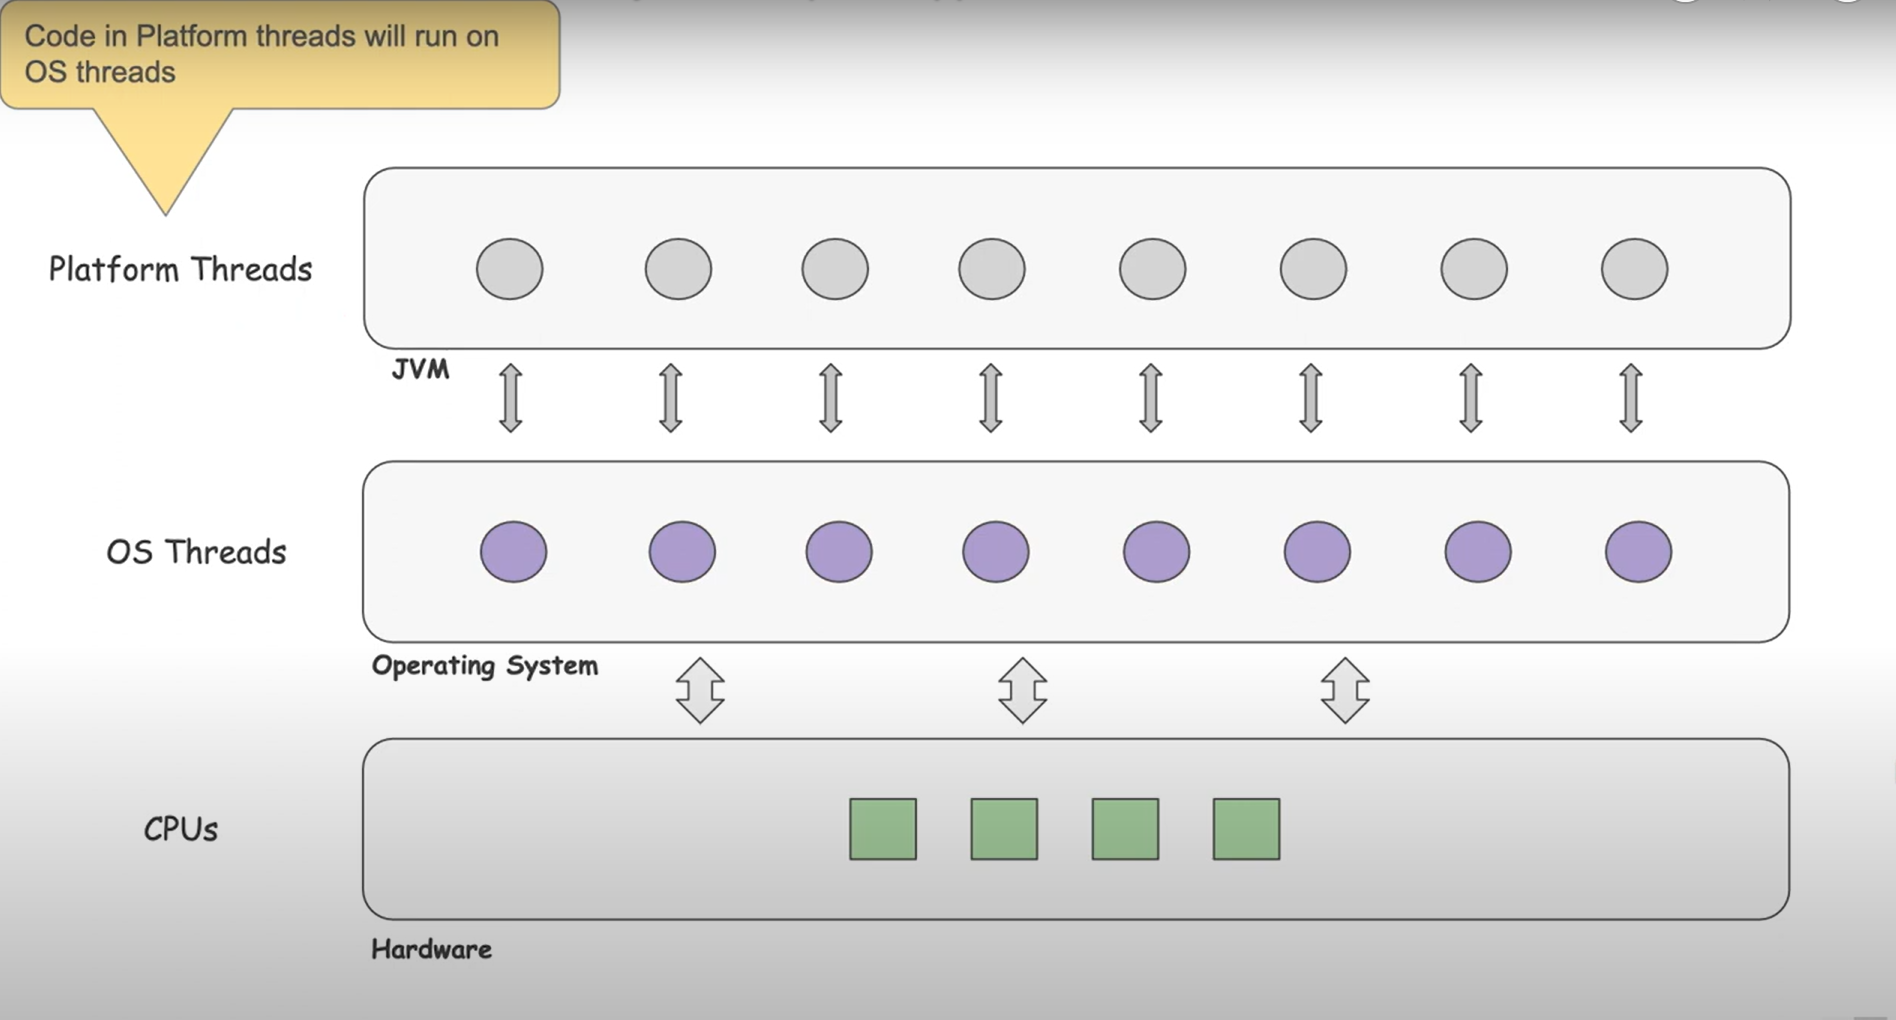 Code in Platform threads will run on
OS threads
Platform Threads
JVM
OS Threads
Operating System
CPUs
Hardware